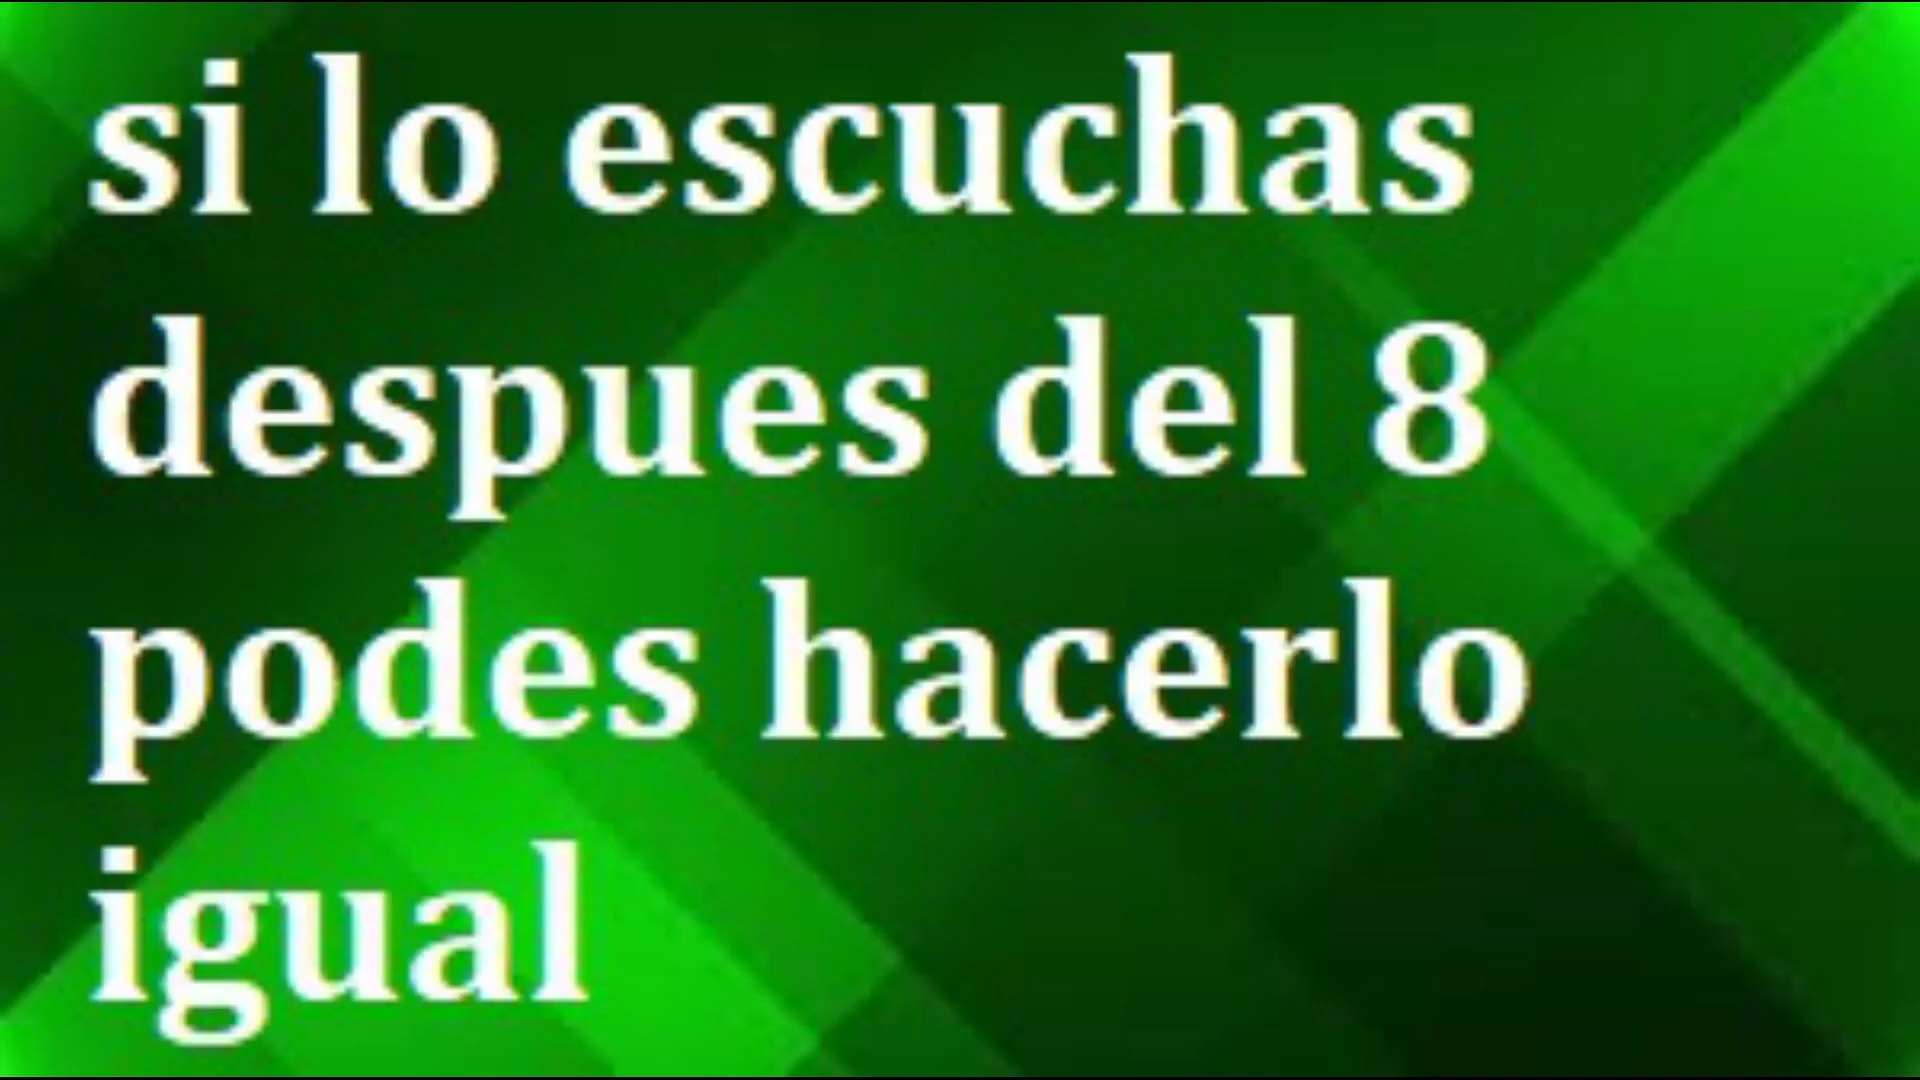 si lo escuchas
despues del 8
podes hacerlo
igual